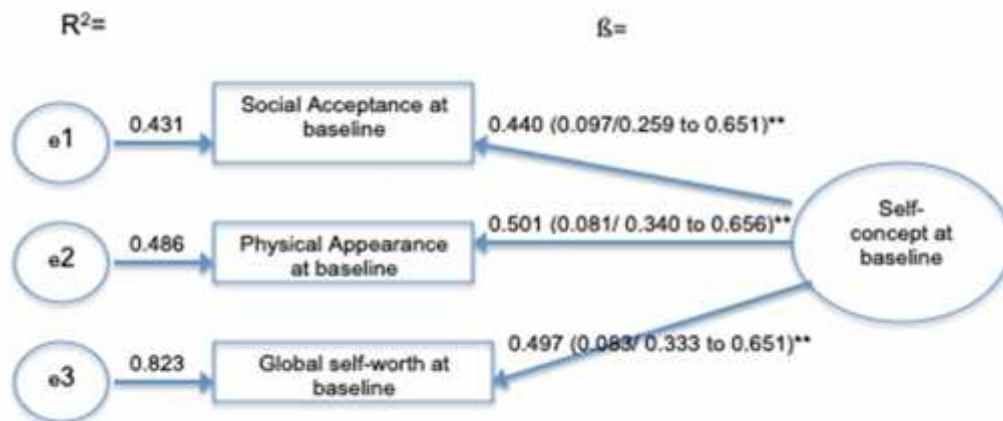 R²=
ß=
e1
0.431
Social Acceptance at
baseline
0.440 (0.097/0.259 to 0.651)**
e2
0.486
Physical Appearance
at baseline
0.501 (0.081/ 0.340 to 0.656)**
Self-
concept at
baseline
e3
0.823
Global self-worth at
baseline
0.497 (0.083/ 0.333 to 0.651)**